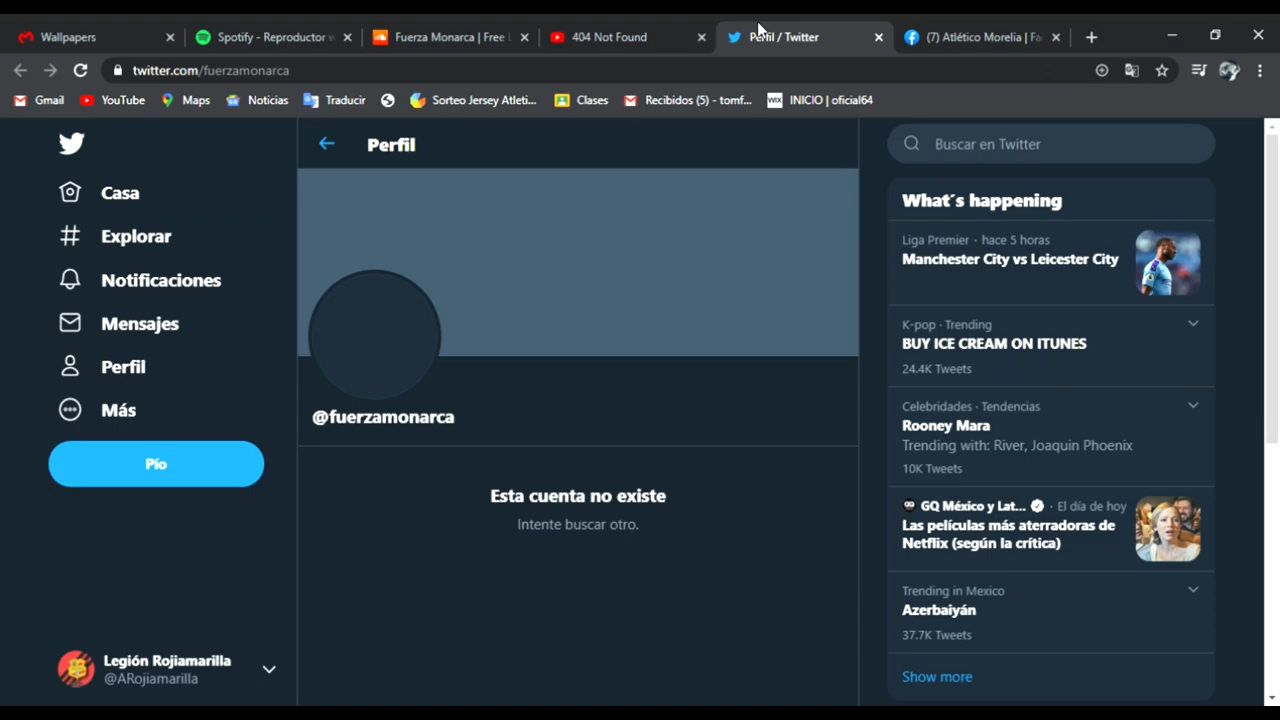 Wallpapers
Spotify - Reproductor w
Fuerza Monarca | Free L
404 Not Found
Perfil / Twitter
(7) Atlético Morelia | Fa
twitter.com/fuerzamonarca
Gmail
YouTube
Maps
Noticias
Traducir
Sorteo Jersey Atleti...
Clases
Recibidos (5) - tomf...
WIX INICIO | oficial64
Casa
Explorar
Notificaciones
Mensajes
Perfil
Más
Pío
Legión Rojiamarilla
@ARojiamarilla
Perfil
@fuerzamonarca
Esta cuenta no existe
Intente buscar otro.
Buscar en Twitter
What´s happening
Liga Premier · hace 5 horas
Manchester City vs Leicester City
K-pop · Trending
BUY ICE CREAM ON ITUNES
24.4K Tweets
Celebridades · Tendencias
Rooney Mara
Trending with: River, Joaquin Phoenix
10K Tweets
GQ México y Lat... · El día de hoy
Las películas más aterradoras de
Netflix (según la crítica)
Trending in Mexico
Azerbaiyán
37.7K Tweets
Show more